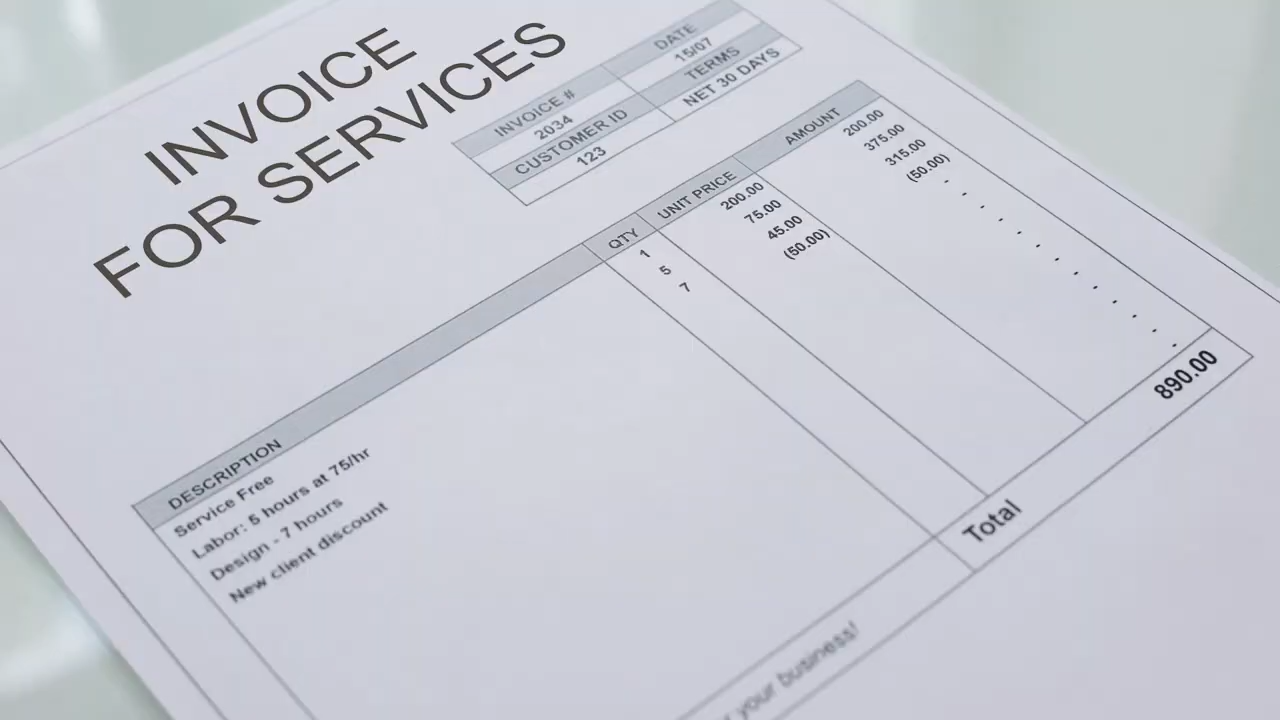 INVOICE
FOR SERVICES
INVOICE # DATE
2034 15/07
CUSTOMER ID TERMS
123 NET 30 DAYS
DESCRIPTION QTY UNIT PRICE AMOUNT
Service Free 1 200.00 200.00
Labor: 5 hours at 75/hr 5 75.00 375.00
Design - 7 hours 7 45.00 315.00
New client discount (50.00) (50.00)
Total 890.00
your business!